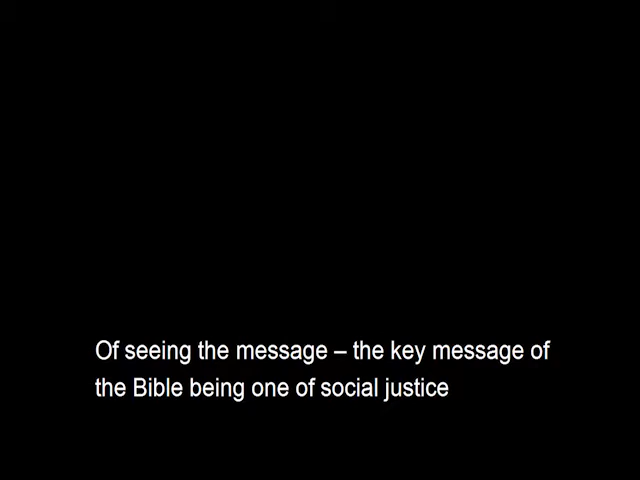 Of seeing the message – the key message of
the Bible being one of social justice